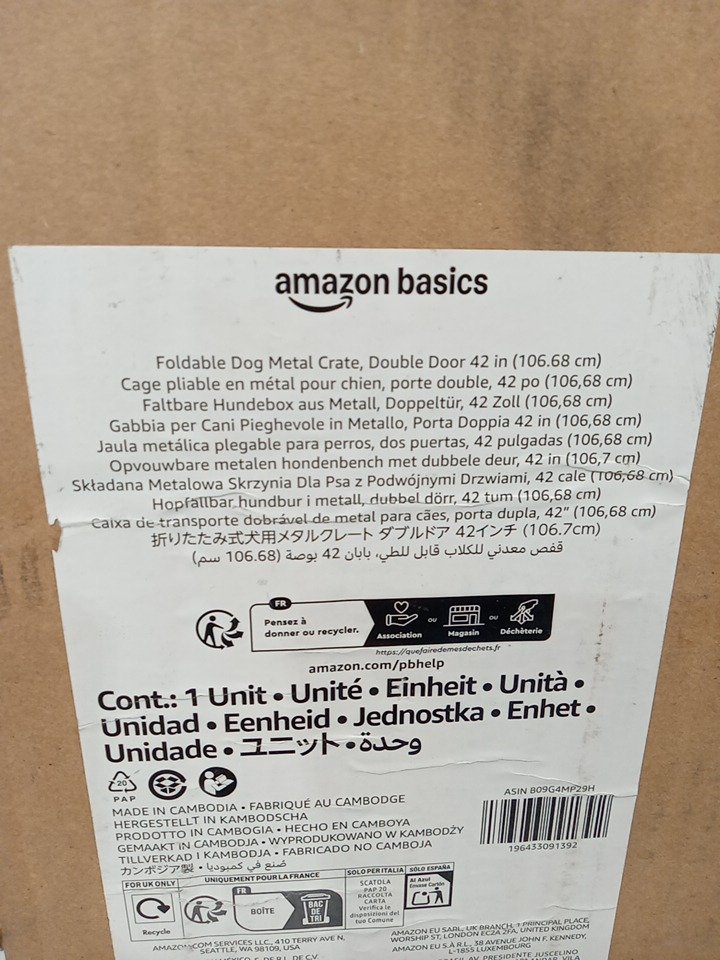 amazon basics
Foldable Dog Metal Crate, Double Door 42 in (106.68 cm)
Cage pliable en métal pour chien, porte double, 42 po (106,68 cm)
Faltbare Hundebox aus Metall, Doppeltür, 42 Zoll (106,68 cm)
Gabbia per Cani Pieghevole in Metallo, Porta Doppia 42 in (106,68 cm)
Jaula metálica plegable para perros, dos puertas, 42 pulgadas (106,68 cm)
Opvouwbare metalen hondenbench met dubbele deur, 42 in (106,7 cm)
Składana Metalowa Skrzynia Dla Psa z Podwójnymi Drzwiami, 42 cale (106,68 cm)
Hopfällbar hundbur i metall, dubbel dörr, 42 tum (106,68 cm)
Caixa de transporte dobrável de metal para cães, porta dupla, 42” (106,68 cm)
折りたたみ式犬用メタルクレート ダブルドア 42インチ (106.7cm)
قفص معدني للكلاب قابل للطي، بابان 42 بوصة (106.68 سم)
FR
Pensez à
donner ou recycler.
Association
OU
Magasin
OU
Déchèterie
https://quefairedemesdechets.fr
amazon.com/pbhelp
Cont.: 1 Unit • Unité • Einheit • Unità •
Unidad • Eenheid • Jednostka • Enhet •
Unidade • ユニット • وحدة
20
PAP
ASIN B09G4MP29H
196433091392
MADE IN CAMBODIA • FABRIQUÉ AU CAMBODGE
HERGESTELLT IN KAMBODSCHA
PRODOTTO IN CAMBOGIA • HECHO EN CAMBOYA
GEMAAKT IN CAMBODJA • WYPRODUKOWANO W KAMBODŻY
TILLVERKAD I KAMBODJA • FABRICADO NO CAMBOJA
カンボジア製 • صُنع في كمبوديا
FOR UK ONLY
Recycle
UNIQUEMENT POUR LA FRANCE
FR
BOÎTE
BAC
DE
TRI
SOLO PER ITALIA
SCATOLA
PAP 20
RACCOLTA
CARTA
Verifica le
disposizioni del
tuo Comune
SÓLO ESPAÑA
Al Azul
Envase Cartón
AMAZON.COM SERVICES LLC, 410 TERRY AVE N,
SEATTLE, WA 98109, USA
AMAZON EU SARL, UK BRANCH, 1 PRINCIPAL PLACE,
WORSHIP ST, LONDON EC2A 2FA, UNITED KINGDOM
AMAZON EU S.À R.L., 38 AVENUE JOHN F. KENNEDY,
L-1855 LUXEMBOURG
MÉXICO, S. DE R.L. DE C.V.
BRASIL AV. PRESIDENTE JUSCELINO